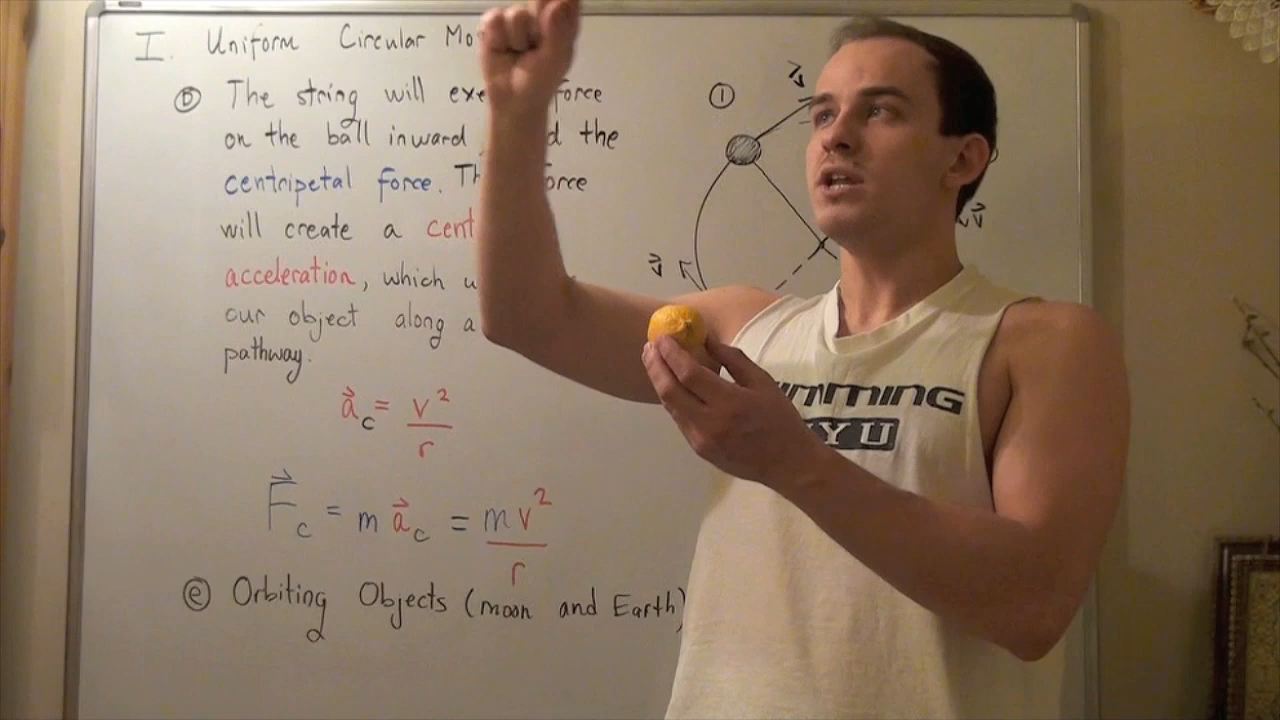 I. Uniform Circular Mo
D The string will exe force
on the ball inward d the
centripetal force. Th force
will create a cent
acceleration, which u
our object along a
pathway.
a⃗c = v²/r
F⃗c = m a⃗c = mv²/r
e Orbiting Objects (moon and Earth)
1
v⃗
v⃗
v⃗
IMMING
YU